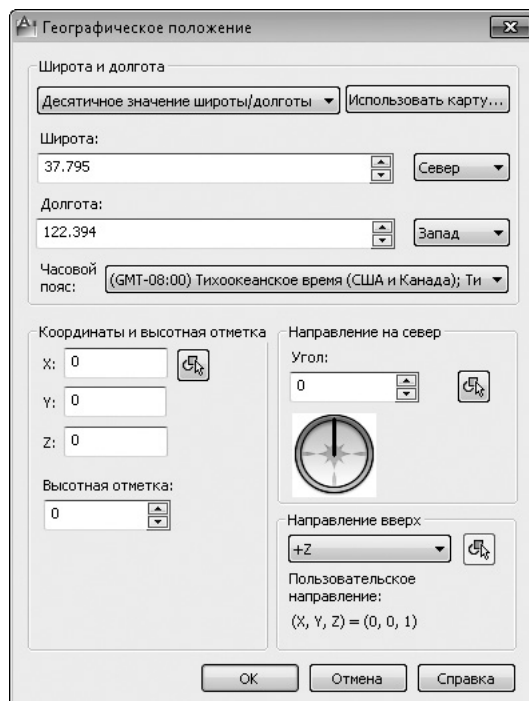 Географическое положение
Широта и долгота
Десятичное значение широты/долготы
Использовать карту...
Широта:
37.795
Север
Долгота:
122.394
Запад
Часовой
пояс:
(GMT-08:00) Тихоокеанское время (США и Канада); Ти
Координаты и высотная отметка
X: 0
Y: 0
Z: 0
Высотная отметка:
0
Направление на север
Угол:
0
Направление вверх
+Z
Пользовательское
направление:
(X, Y, Z) = (0, 0, 1)
ОК
Отмена
Справка